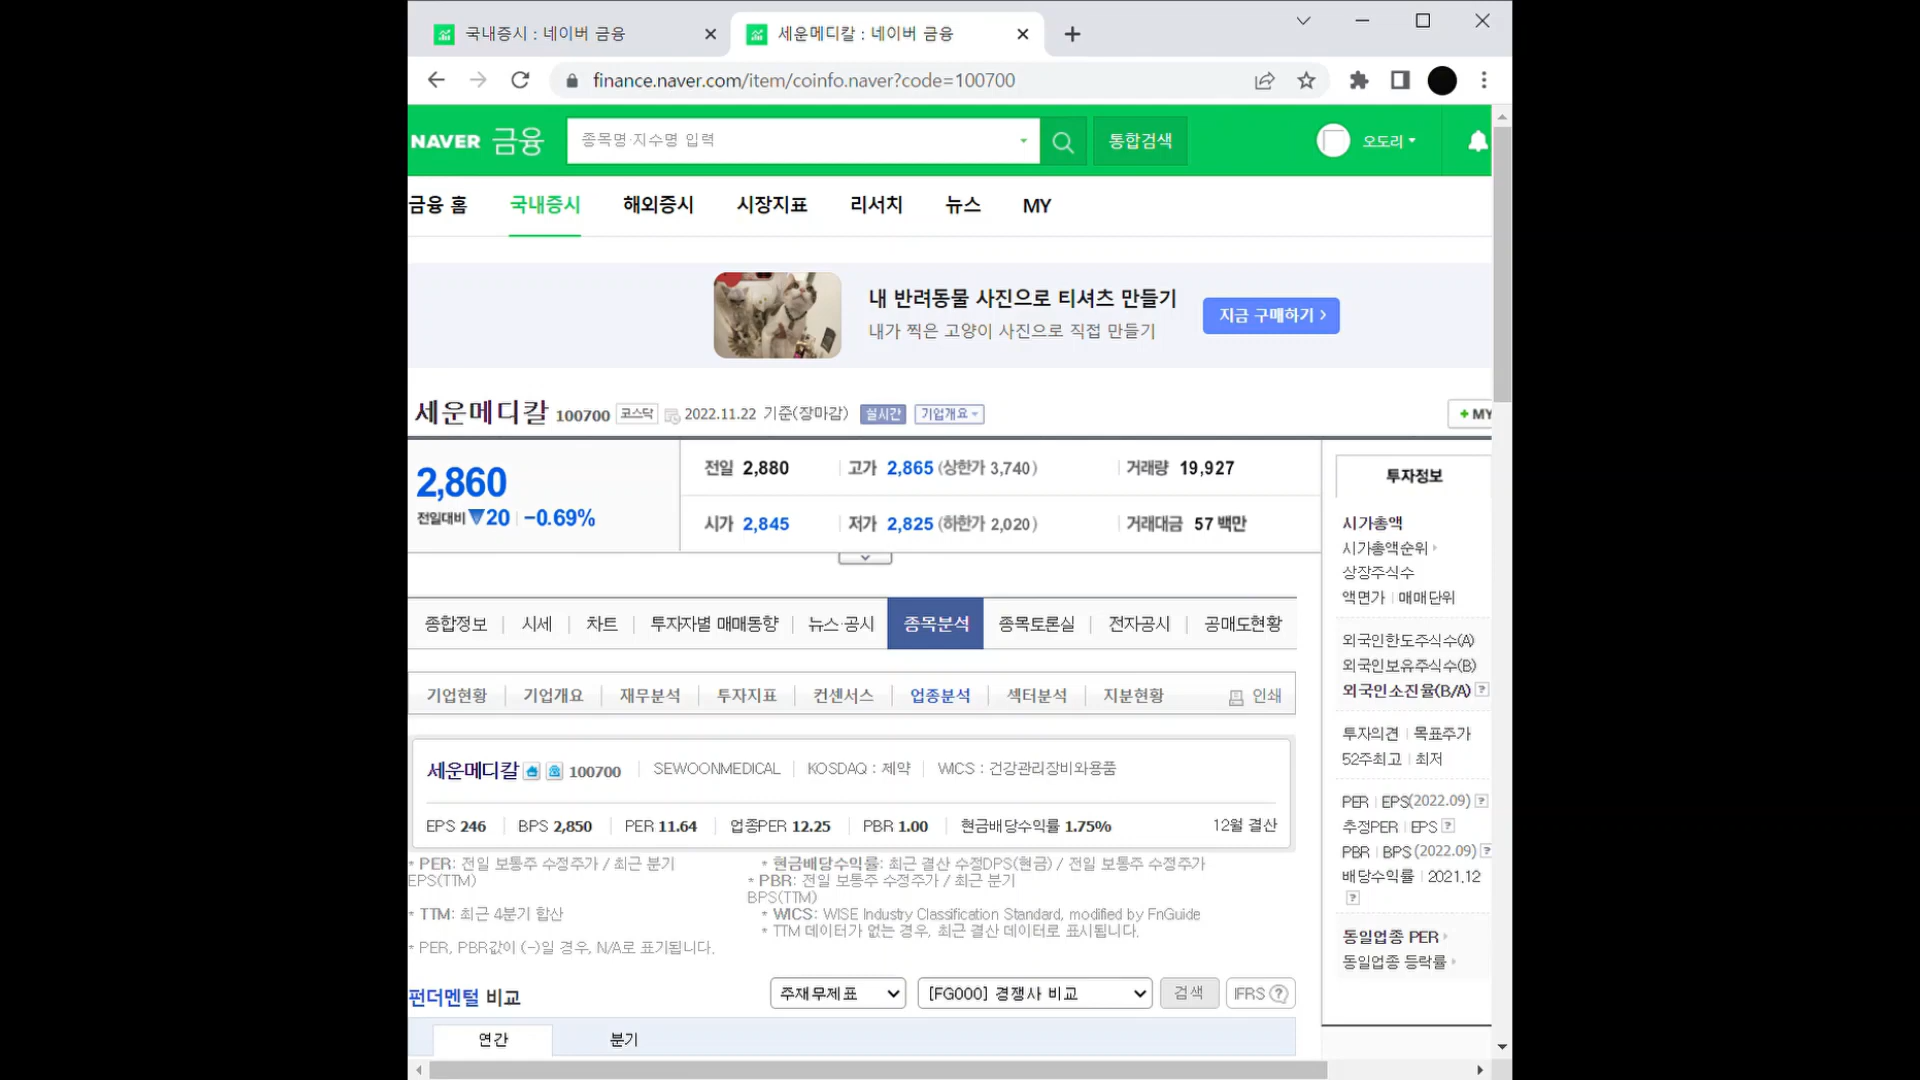 국내증시 : 네이버 금융
세운메디칼 : 네이버 금융
finance.naver.com/item/coinfo.naver?code=100700
NAVER 금융
종목명·지수명 입력
통합검색
오도리
금융 홈 국내증시 해외증시 시장지표 리서치 뉴스 MY
내 반려동물 사진으로 티셔츠 만들기
내가 찍은 고양이 사진으로 직접 만들기
지금 구매하기 >
세운메디칼 100700 코스닥 2022.11.22 기준(장마감) 실시간 기업개요
+ MY
2,860
전일대비 ▼20 -0.69%
전일 2,880 고가 2,865 (상한가 3,740) 거래량 19,927
시가 2,845 저가 2,825 (하한가 2,020) 거래대금 57 백만
종합정보 시세 차트 투자자별 매매동향 뉴스·공시 종목분석 종목토론실 전자공시 공매도현황
기업현황 기업개요 재무분석 투자지표 컨센서스 업종분석 섹터분석 지분현황 인쇄
세운메디칼 100700 SEWOONMEDICAL KOSDAQ : 제약 WICS : 건강관리장비와용품
EPS 246 BPS 2,850 PER 11.64 업종PER 12.25 PBR 1.00 현금배당수익률 1.75% 12월 결산
* PER: 전일 보통주 수정주가 / 최근 분기
EPS(TTM)
* TTM: 최근 4분기 합산
* PER, PBR값이 (-)일 경우, N/A로 표기됩니다.
* 현금배당수익률: 최근 결산 수정DPS(현금) / 전일 보통주 수정주가
* PBR: 전일 보통주 수정주가 / 최근 분기
BPS(TTM)
* WICS: WISE Industry Classification Standard, modified by FnGuide
* TTM 데이터가 없는 경우, 최근 결산 데이터로 표시됩니다.
펀더멘털 비교
주재무제표 [FG000] 경쟁사 비교 검색 IFRS ?
연간 분기
투자정보
시가총액
시가총액순위
상장주식수
액면가 매매단위
외국인한도주식수(A)
외국인보유주식수(B)
외국인소진율(B/A) ?
투자의견 목표주가
52주최고 최저
PER EPS(2022.09) ?
추정PER EPS ?
PBR BPS (2022.09) ?
배당수익률 2021.12
?
동일업종 PER
동일업종 등락률